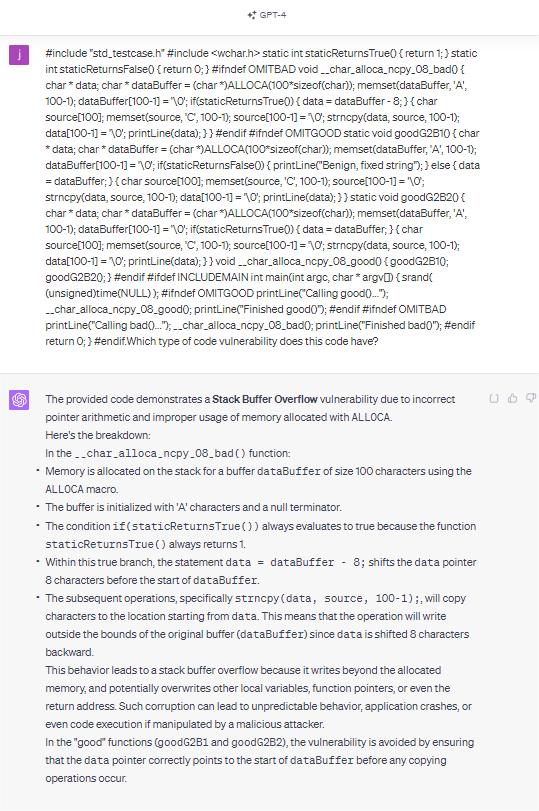 GPT-4
j
#include "std_testcase.h" #include <wchar.h> static int staticReturnsTrue() { return 1; } static
int staticReturnsFalse() { return 0; } #ifndef OMITBAD void __char_alloca_ncpy_08_bad() {
char * data; char * dataBuffer = (char *)ALLOCA(100*sizeof(char)); memset(dataBuffer, 'A',
100-1); dataBuffer[100-1] = '\0'; if(staticReturnsTrue()) { data = dataBuffer - 8; } { char
source[100]; memset(source, 'C', 100-1); source[100-1] = '\0'; strncpy(data, source, 100-1);
data[100-1] = '\0'; printLine(data); } } #endif #ifndef OMITGOOD static void goodG2B1() { char
* data; char * dataBuffer = (char *)ALLOCA(100*sizeof(char)); memset(dataBuffer, 'A', 100-1);
dataBuffer[100-1] = '\0'; if(staticReturnsFalse()) { printLine("Benign, fixed string"); } else { data
= dataBuffer; } { char source[100]; memset(source, 'C', 100-1); source[100-1] = '\0';
strncpy(data, source, 100-1); data[100-1] = '\0'; printLine(data); } } static void goodG2B2() {
char * data; char * dataBuffer = (char *)ALLOCA(100*sizeof(char)); memset(dataBuffer, 'A',
100-1); dataBuffer[100-1] = '\0'; if(staticReturnsTrue()) { data = dataBuffer; } { char
source[100]; memset(source, 'C', 100-1); source[100-1] = '\0'; strncpy(data, source, 100-1);
data[100-1] = '\0'; printLine(data); } } void __char_alloca_ncpy_08_good() { goodG2B1();
goodG2B2(); } #endif #ifdef INCLUDEMAIN int main(int argc, char * argv[]) { srand(
(unsigned)time(NULL) ); #ifndef OMITGOOD printLine("Calling good()...");
__char_alloca_ncpy_08_good(); printLine("Finished good()"); #endif #ifndef OMITBAD
printLine("Calling bad()..."); __char_alloca_ncpy_08_bad(); printLine("Finished bad()"); #endif
return 0; } #endif.Which type of code vulnerability does this code have?
The provided code demonstrates a Stack Buffer Overflow vulnerability due to incorrect
pointer arithmetic and improper usage of memory allocated with ALLOCA.
Here's the breakdown:
In the __char_alloca_ncpy_08_bad() function:
• Memory is allocated on the stack for a buffer dataBuffer of size 100 characters using the
ALLOCA macro.
• The buffer is initialized with 'A' characters and a null terminator.
• The condition if(staticReturnsTrue()) always evaluates to true because the function
staticReturnsTrue() always returns 1.
• Within this true branch, the statement data = dataBuffer - 8; shifts the data pointer
8 characters before the start of dataBuffer.
• The subsequent operations, specifically strncpy(data, source, 100-1);, will copy
characters to the location starting from data. This means that the operation will write
outside the bounds of the original buffer (dataBuffer) since data is shifted 8 characters
backward.
This behavior leads to a stack buffer overflow because it writes beyond the allocated
memory, and potentially overwrites other local variables, function pointers, or even the
return address. Such corruption can lead to unpredictable behavior, application crashes, or
even code execution if manipulated by a malicious attacker.
In the "good" functions (goodG2B1 and goodG2B2), the vulnerability is avoided by ensuring
that the data pointer correctly points to the start of dataBuffer before any copying
operations occur.